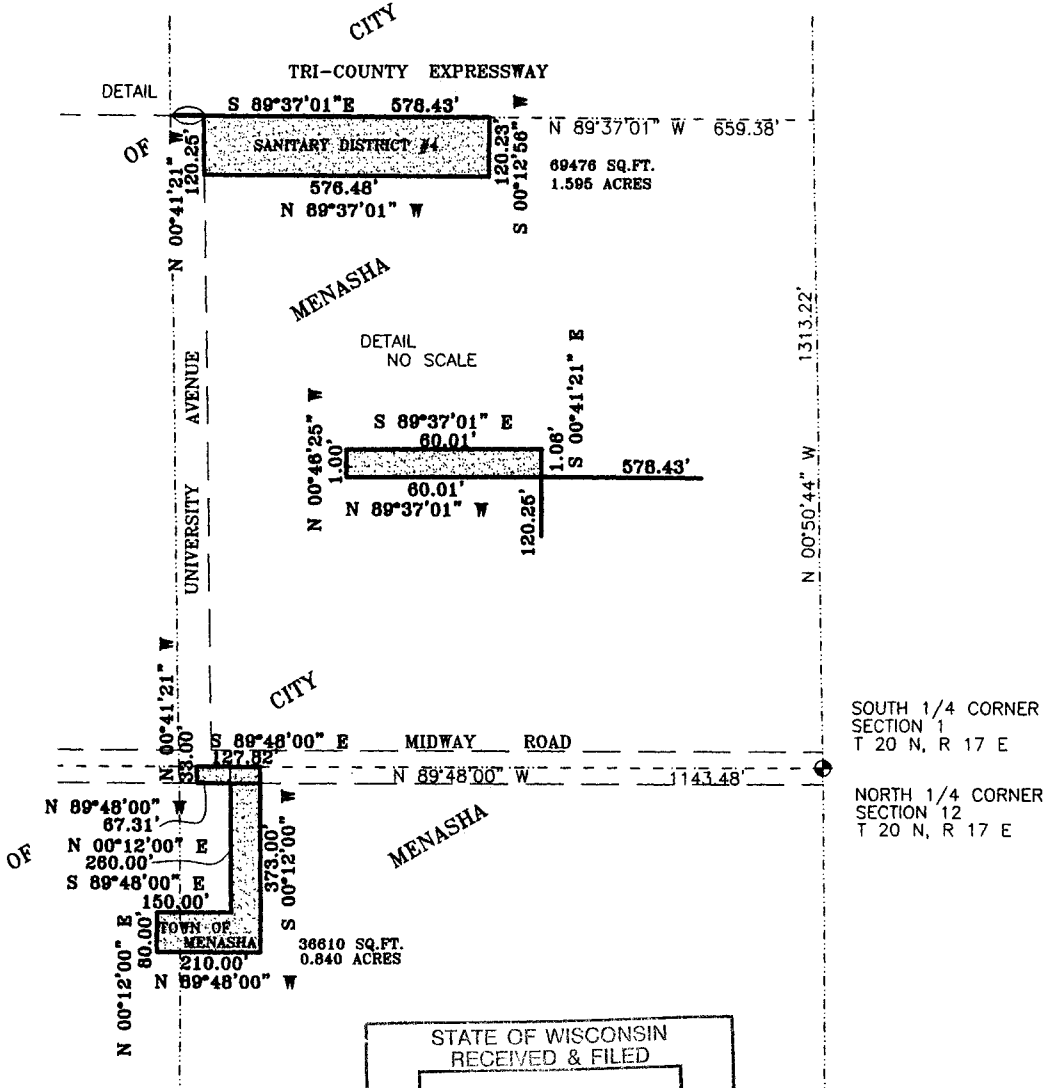 CITY
TRI-COUNTY EXPRESSWAY
DETAIL
S 89°37'01"E 578.43'
N 89°37'01" W 659.38'
OF
N 00°41'21" W
120.25'
SANITARY DISTRICT #4
120.23'
S 00°12'58" W
69476 SQ.FT.
1.595 ACRES
576.48'
N 89°37'01" W
MENASHA
1313.22'
N 00°50'44" W
DETAIL
NO SCALE
UNIVERSITY AVENUE
S 89°37'01" E
60.01'
N 00°46'25" W
1.00'
1.06'
S 00°41'21" E
578.43'
60.01'
N 89°37'01" W
120.25'
CITY
N 00°41'21" W
33.00'
S 89°48'00" E
127.82'
MIDWAY ROAD
N 89°48'00" W 1143.48'
SOUTH 1/4 CORNER
SECTION 1
T 20 N, R 17 E
NORTH 1/4 CORNER
SECTION 12
T 20 N, R 17 E
N 89°48'00" W
67.31'
N 00°12'00" E
260.00'
S 89°48'00" E
150.00'
OF
MENASHA
373.00'
S 00°12'00" W
N 00°12'00" E
80.00'
TOWN OF
MENASHA
36610 SQ.FT.
0.840 ACRES
210.00'
N 89°48'00" W
STATE OF WISCONSIN
RECEIVED & FILED